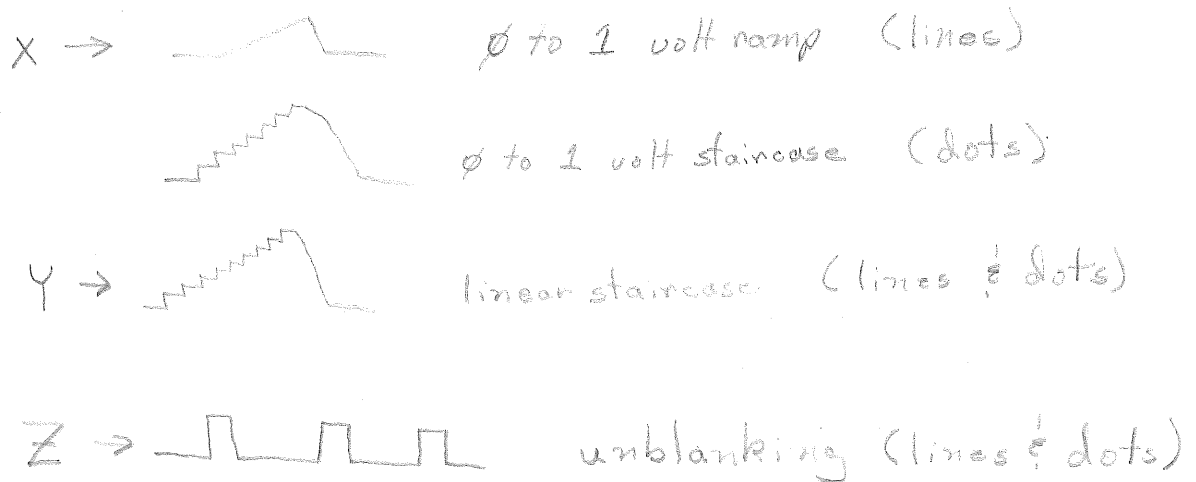 X → ø to 1 volt ramp (lines)
ø to 1 volt staircase (dots)
Y → linear staircase (lines & dots)
Z → unblanking (lines & dots)